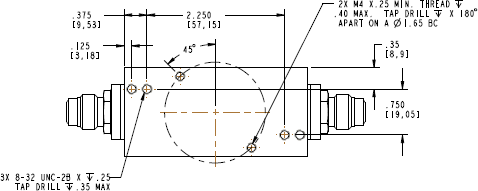 .375
[9,53]
2.250
[57,15]
2X M4 X.25 MIN. THREAD ↧
.40 MAX. TAP DRILL ↧ X 180°
APART ON A Ø1.65 BC
.125
[3,18]
45°
.35
[8,9]
.750
[19,05]
3X 8-32 UNC-2B X ↧.25
TAP DRILL ↧.35 MAX